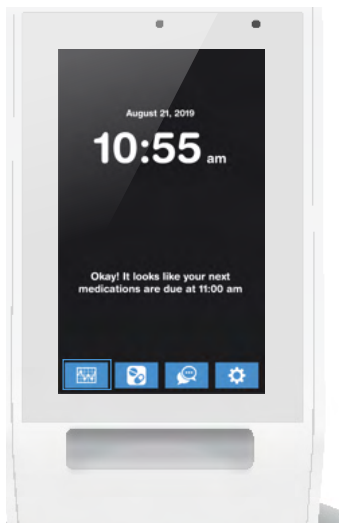 August 21, 2019
10:55 am
Okay! It looks like your next
medications are due at 11:00 am